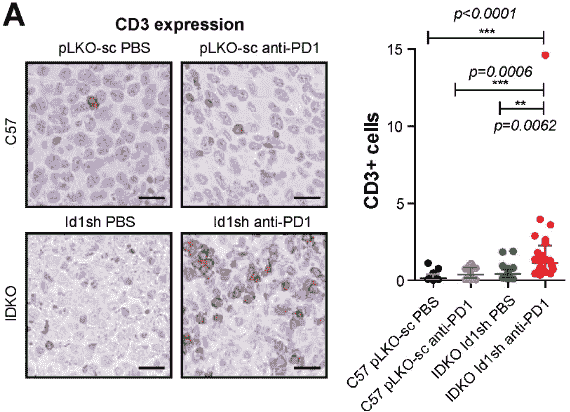 A
CD3 expression
pLKO-sc PBS
pLKO-sc anti-PD1
C57
Id1sh PBS
Id1sh anti-PD1
IDKO
p<0.0001
***
p=0.0006
***
**
p=0.0062
CD3+ cells
15
10
5
0
C57 pLKO-sc PBS
C57 pLKO-sc anti-PD1
IDKO Id1sh PBS
IDKO Id1sh anti-PD1